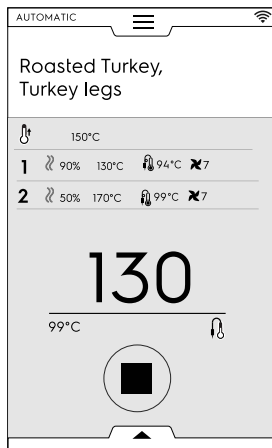 AUTOMATIC
Roasted Turkey,
Turkey legs
150°C
1 90% 130°C 94°C 7
2 50% 170°C 99°C 7
130
99°C